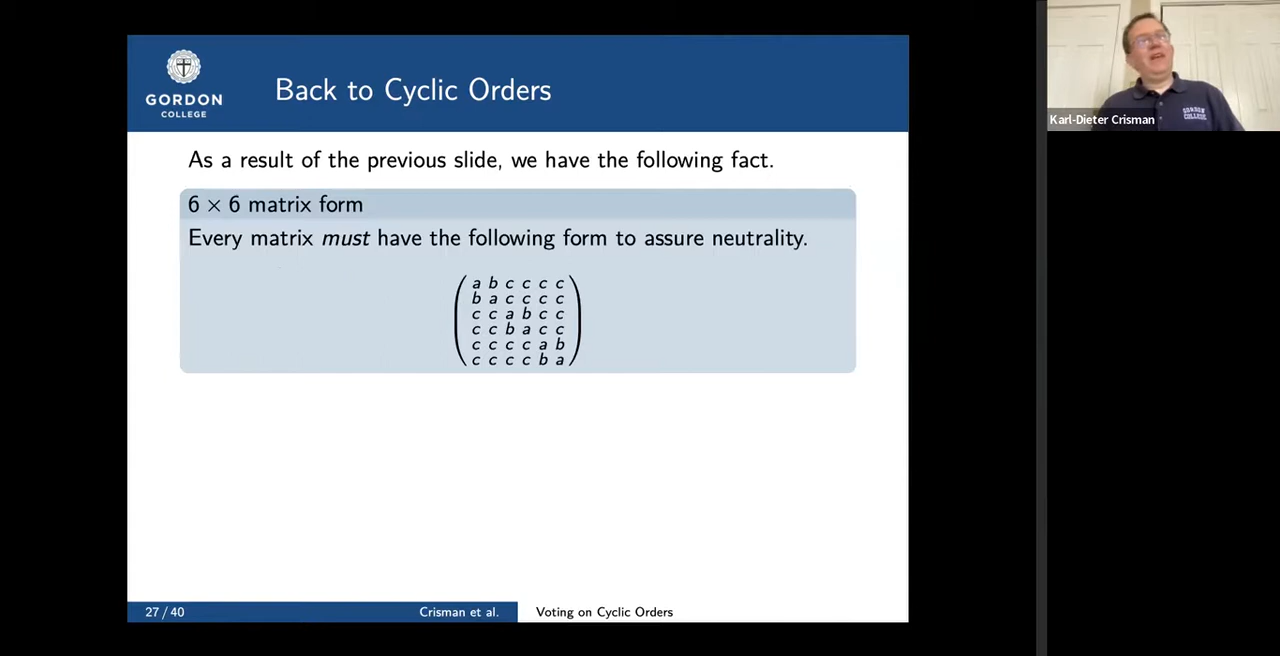 GORDON
COLLEGE
Back to Cyclic Orders
As a result of the previous slide, we have the following fact.
6 × 6 matrix form
Every matrix must have the following form to assure neutrality.
a b c c c c
b a c c c c
c c a b c c
c c b a c c
c c c c a b
c c c c b a
27 / 40
Crisman et al.
Voting on Cyclic Orders
Karl-Dieter Crisman
GORDON
COLLEGE